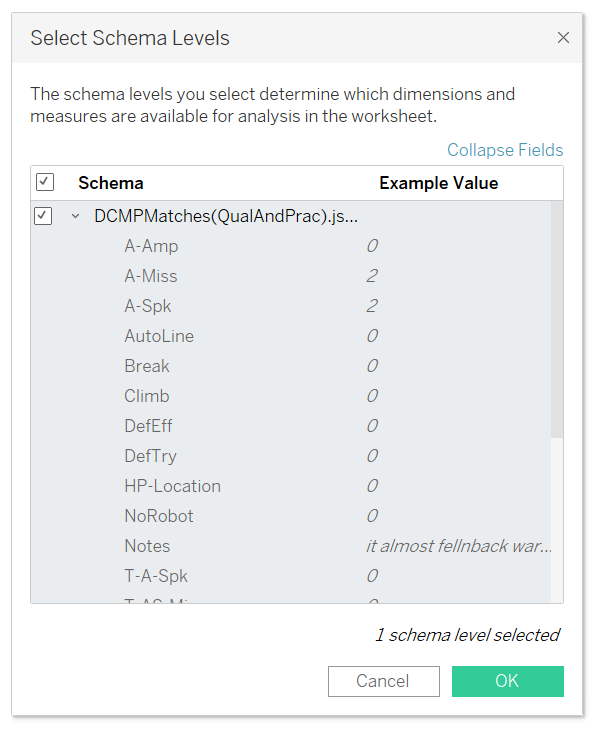 Select Schema Levels
The schema levels you select determine which dimensions and
measures are available for analysis in the worksheet.
Collapse Fields
Schema Example Value
DCMPMatches(QualAndPrac).js...
A-Amp 0
A-Miss 2
A-Spk 2
AutoLine 0
Break 0
Climb 0
DefEff 0
DefTry 0
HP-Location 0
NoRobot 0
Notes it almost fellnback war...
T-A-Spk 0
1 schema level selected
Cancel OK